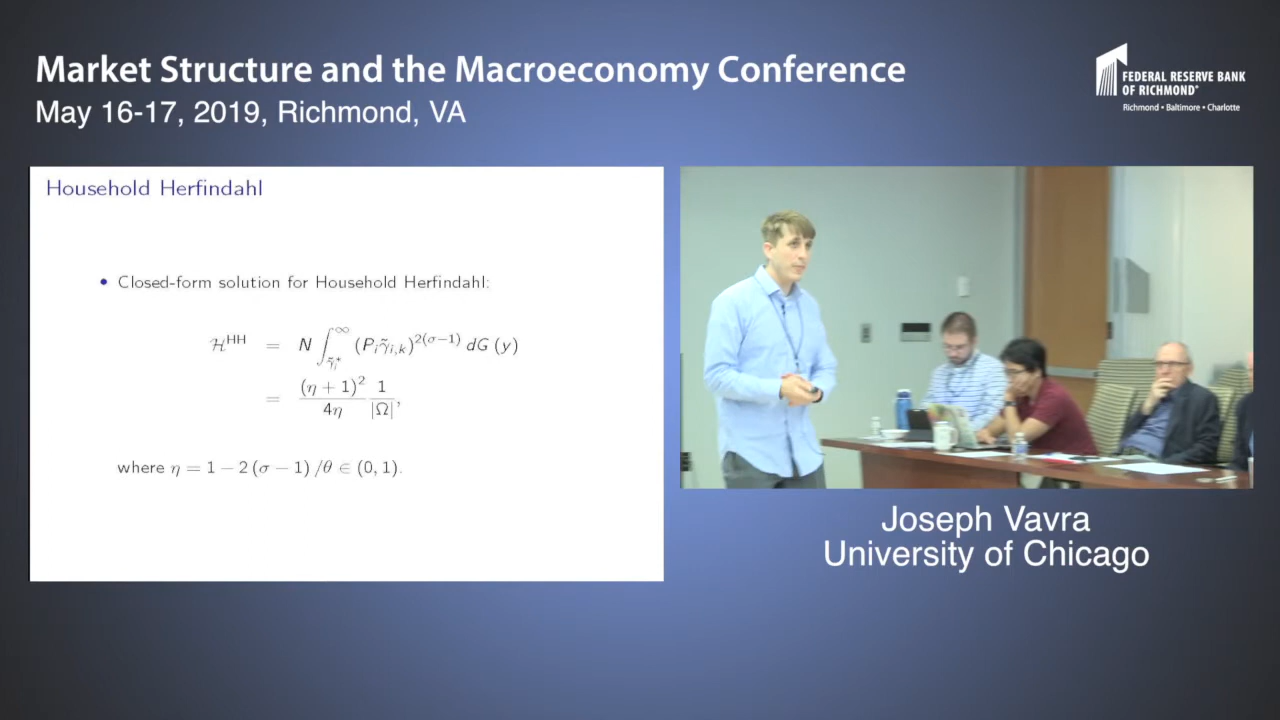 Market Structure and the Macroeconomy Conference
May 16-17, 2019, Richmond, VA
FEDERAL RESERVE BANK
OF RICHMOND®
Richmond • Baltimore • Charlotte
Household Herfindahl
• Closed-form solution for Household Herfindahl:
ℋ^HH = N ∫_{γ̃_i^*}^∞ (P_i γ̃_{i,k})^{2(σ−1)} dG (y)
= (η + 1)²/4η 1/|Ω|,
where η = 1 − 2 (σ − 1) /θ ∈ (0, 1).
Joseph Vavra
University of Chicago